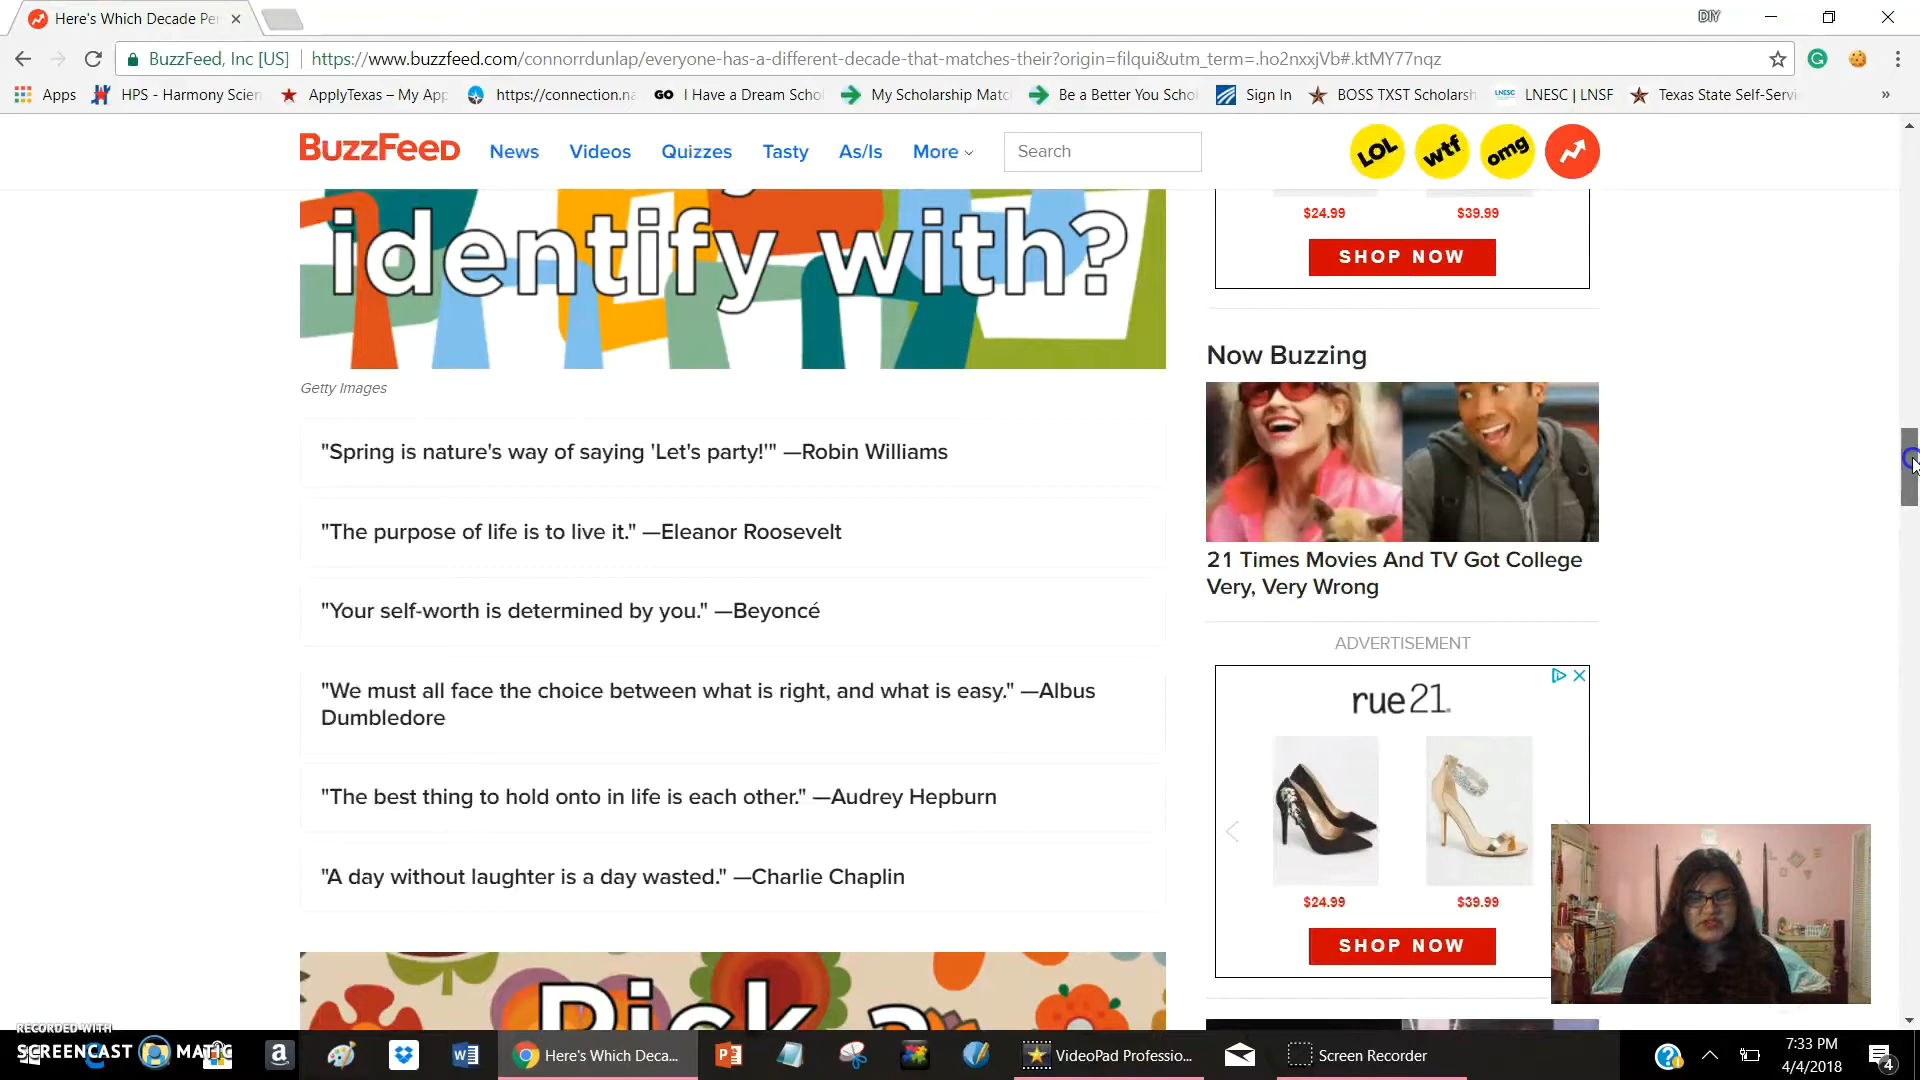 Here's Which Decade Per
DIY
BuzzFeed, Inc [US]
https://www.buzzfeed.com/connorrdunlap/everyone-has-a-different-decade-that-matches-their?origin=filqui&utm_term=.ho2nxxjVb#.ktMY77nqz
Apps
HPS - Harmony Scien
ApplyTexas – My App
https://connection.na
GO
I Have a Dream Schol
My Scholarship Matc
Be a Better You Scho
Sign In
BOSS TXST Scholarsh
LNESC
LNESC | LNSF
Texas State Self-Servi
»
BuzzFeed
News
Videos
Quizzes
Tasty
As/Is
More
Search
LOL
wtf
omg
identify with?
Getty Images
"Spring is nature's way of saying 'Let's party!'" —Robin Williams
"The purpose of life is to live it." —Eleanor Roosevelt
"Your self-worth is determined by you." —Beyoncé
"We must all face the choice between what is right, and what is easy." —Albus
Dumbledore
"The best thing to hold onto in life is each other." —Audrey Hepburn
"A day without laughter is a day wasted." —Charlie Chaplin
Pick a
$24.99
$39.99
SHOP NOW
Now Buzzing
21 Times Movies And TV Got College
Very, Very Wrong
ADVERTISEMENT
rue21
$24.99
$39.99
SHOP NOW
RECORDED WITH
SCREENCAST MATIC
Here's Which Deca...
VideoPad Professio...
Screen Recorder
7:33 PM
4/4/2018
4